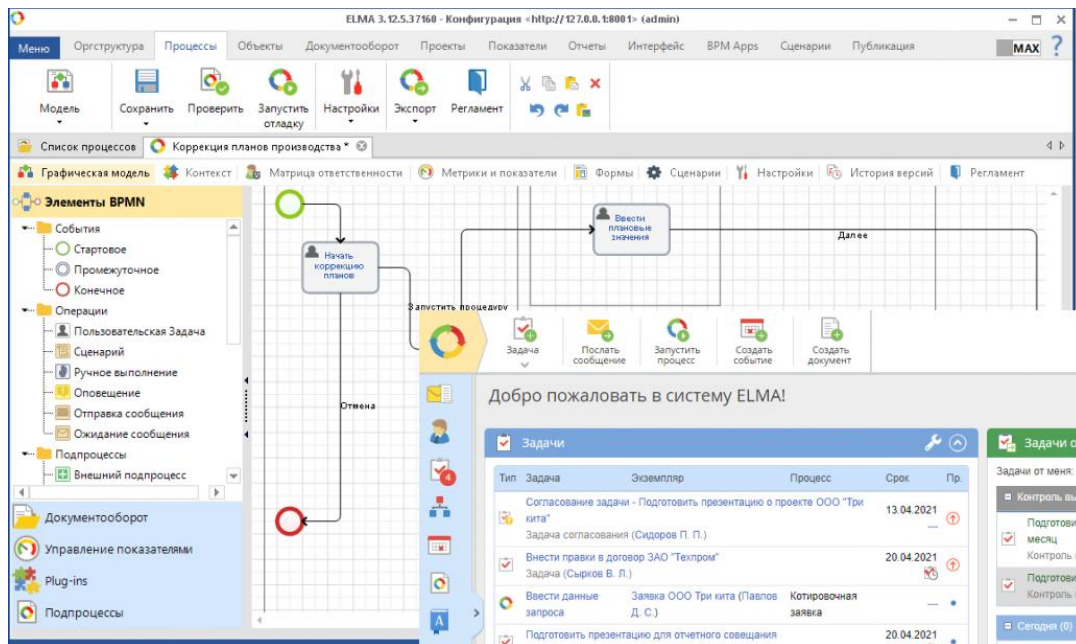 ELMA 3.12.5.37160 - Конфигурация <http://127.0.0.1:8001> (admin)
Меню Оргструктура Процессы Объекты Документооборот Проекты Показатели Отчеты Интерфейс BPM Apps Сценарии Публикация MAX ?
Модель Сохранить Проверить Запустить отладку Настройки Экспорт Регламент
Список процессов Коррекция планов производства *
Графическая модель Контекст Матрица ответственности Метрики и показатели Формы Сценарии Настройки История версий Регламент
Элементы BPMN
События
Стартовое
Промежуточное
Конечное
Операции
Пользовательская Задача
Сценарий
Ручное выполнение
Оповещение
Отправка сообщения
Ожидание сообщения
Подпроцессы
Внешний подпроцесс
Документооборот
Управление показателями
Plug-ins
Подпроцессы
Начать
коррекцию
планов
Запустить процедуру
Отмена
Ввести
плановые
значения
Далее
Задача
Послать
сообщение
Запустить
процесс
Создать
событие
Создать
документ
Добро пожаловать в систему ELMA!
4
A
Задачи
Тип Задача Экземпляр Процесс Срок Пр.
Согласование задачи - Подготовить презентацию о проекте ООО "Три
кита"
Задача согласования (Сидоров П. П.)
13.04.2021
Внести правки в договор ЗАО "Техпром"
Задача (Сырков В. Л.)
20.04.2021
Ввести данные
запроса
Заявка ООО Три кита (Павлов
Д. С.)
Котировочная
заявка
Подготовить презентацию для отчетного совещания
20.04.2021
Задачи о
Задачи от меня:
Контроль вы
Подготови
месяц
Контроль
Подготови
Контроль
Сегодня (0)